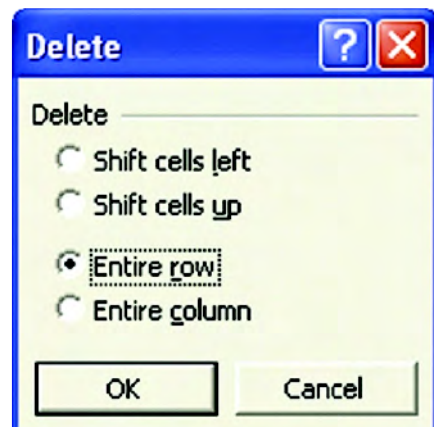 Delete
Delete
Shift cells left
Shift cells up
Entire row
Entire column
OK Cancel